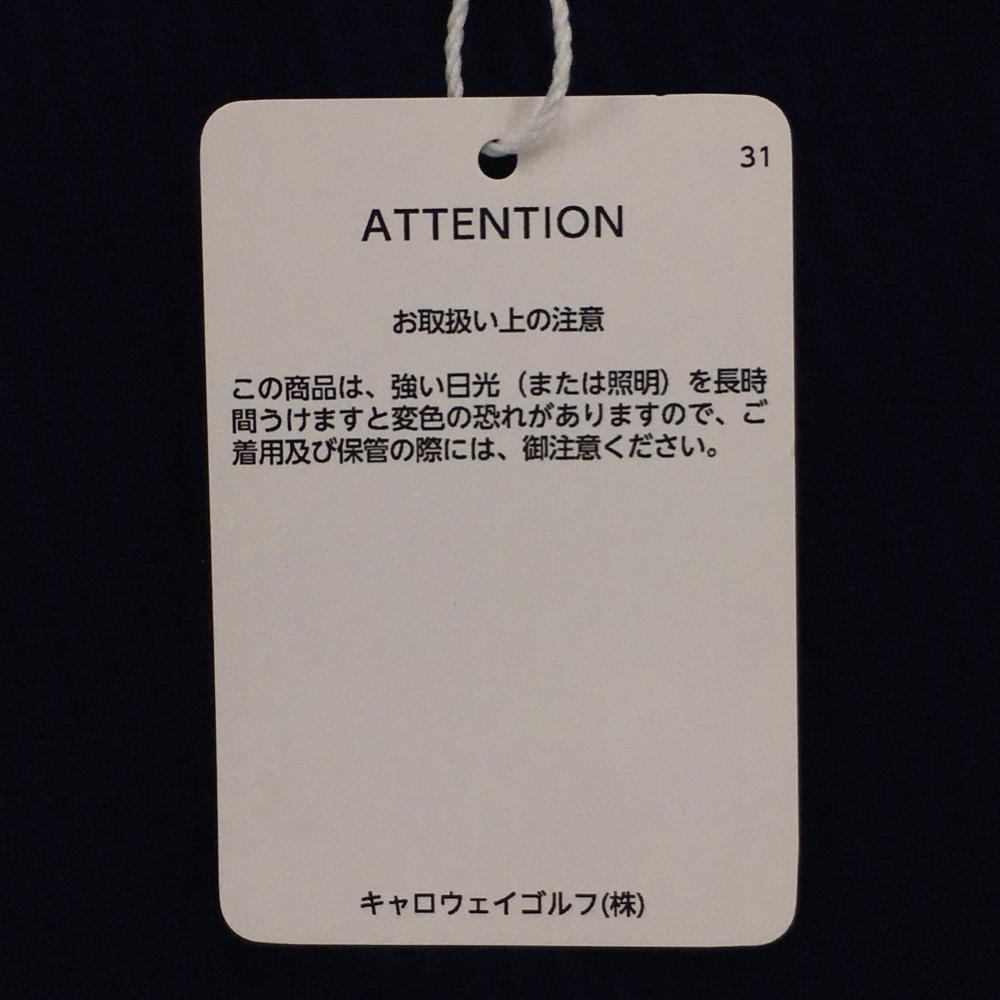 31
ATTENTION
お取扱い上の注意
この商品は、強い日光（または照明）を長時
間うけますと変色の恐れがありますので、ご
着用及び保管の際には、御注意ください。
キャロウェイゴルフ(株)